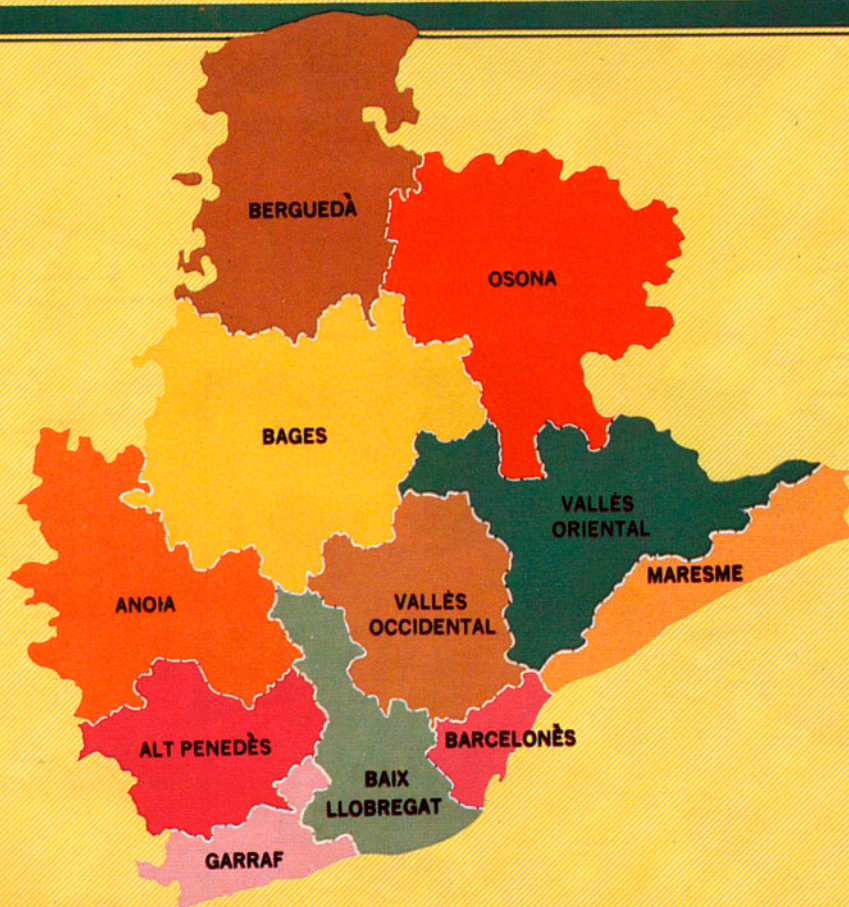 BERGUEDÀ
OSONA
BAGES
VALLÈS
ORIENTAL
MARESME
ANOIA
VALLÈS
OCCIDENTAL
ALT PENEDÈS
BARCELONÈS
BAIX
LLOBREGAT
GARRAF